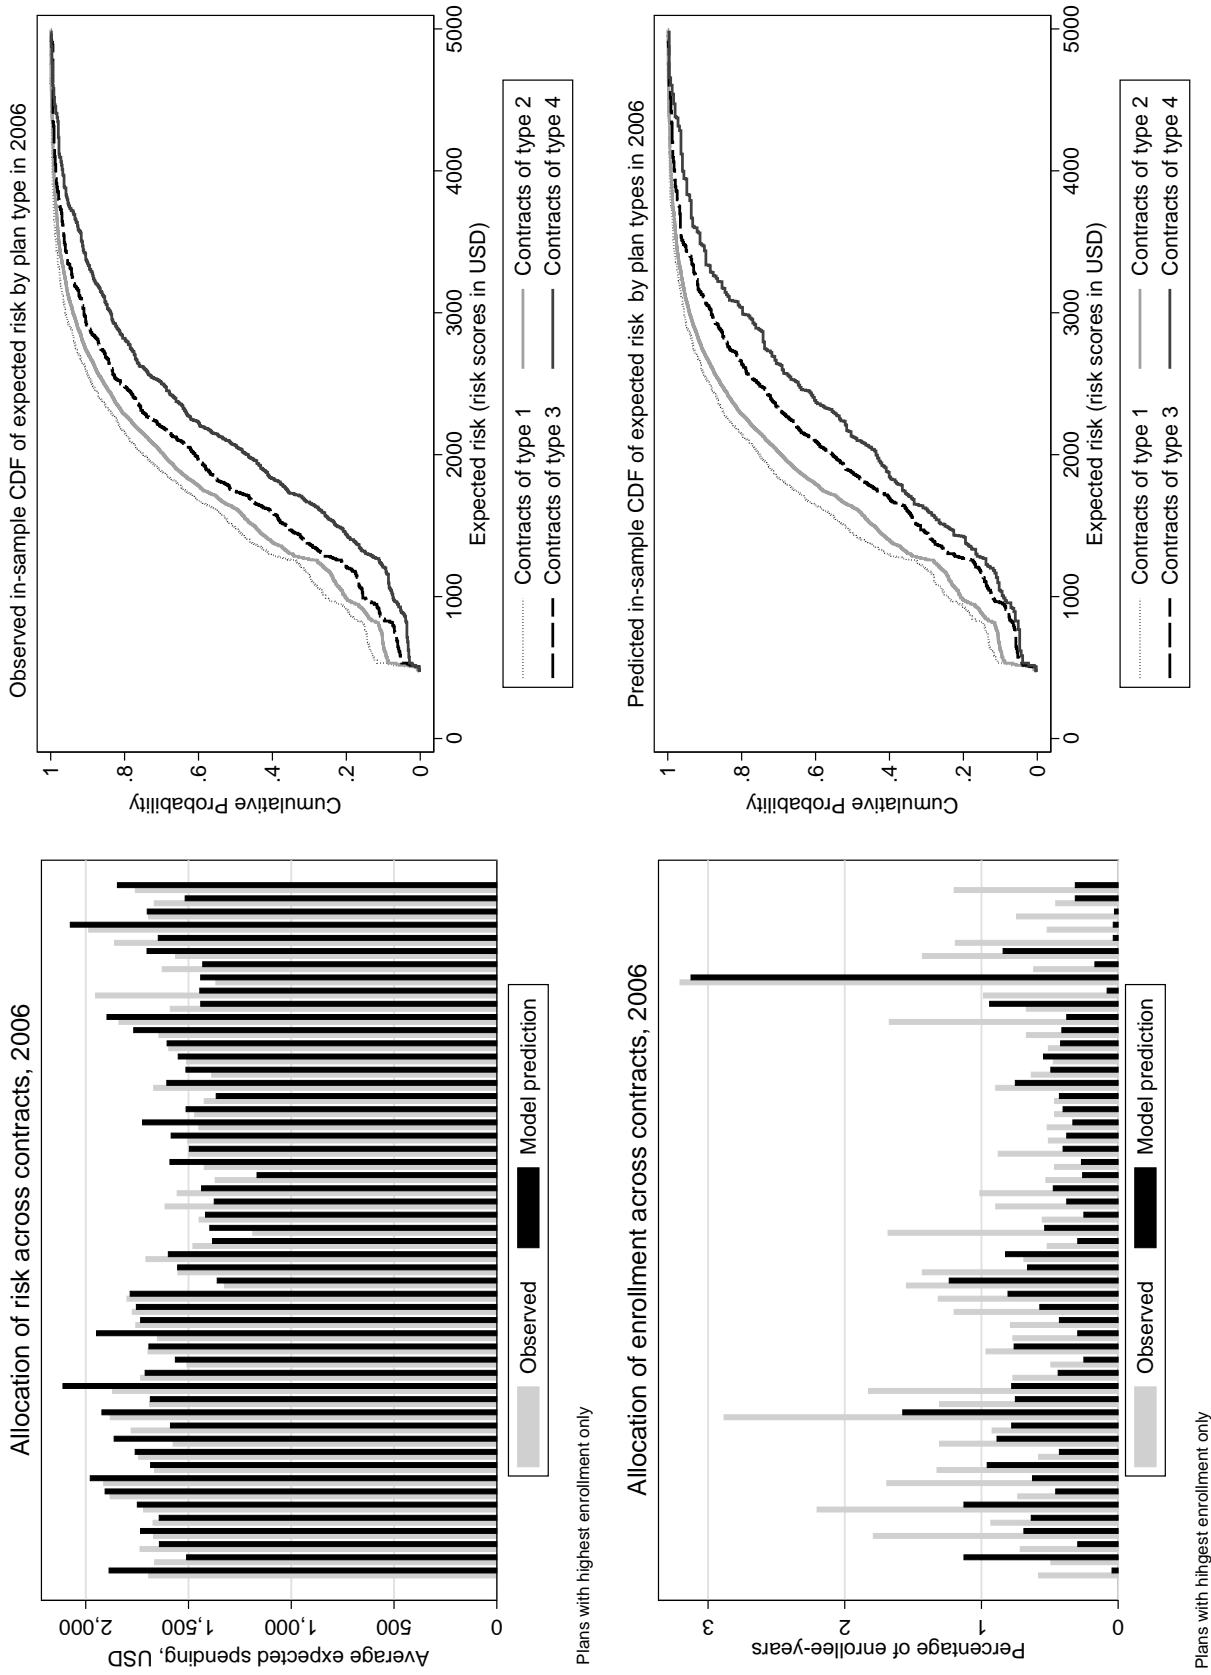 Allocation of risk across contracts, 2006
Average expected spending, USD
2,000
1,500
1,000
500
0
Observed
Model prediction
Plans with highest enrollment only
Observed in-sample CDF of expected risk by plan type in 2006
Cumulative Probability
1
.8
.6
.4
.2
0
0
1000
2000
3000
4000
5000
Expected risk (risk scores in USD)
Contracts of type 1
Contracts of type 2
Contracts of type 3
Contracts of type 4
Allocation of enrollment across contracts, 2006
Percentage of enrollee-years
3
2
1
0
Observed
Model prediction
Plans with hihgest enrollment only
Predicted in-sample CDF of expected risk by plan types in 2006
Cumulative Probability
1
.8
.6
.4
.2
0
0
1000
2000
3000
4000
5000
Expected risk (risk scores in USD)
Contracts of type 1
Contracts of type 2
Contracts of type 3
Contracts of type 4